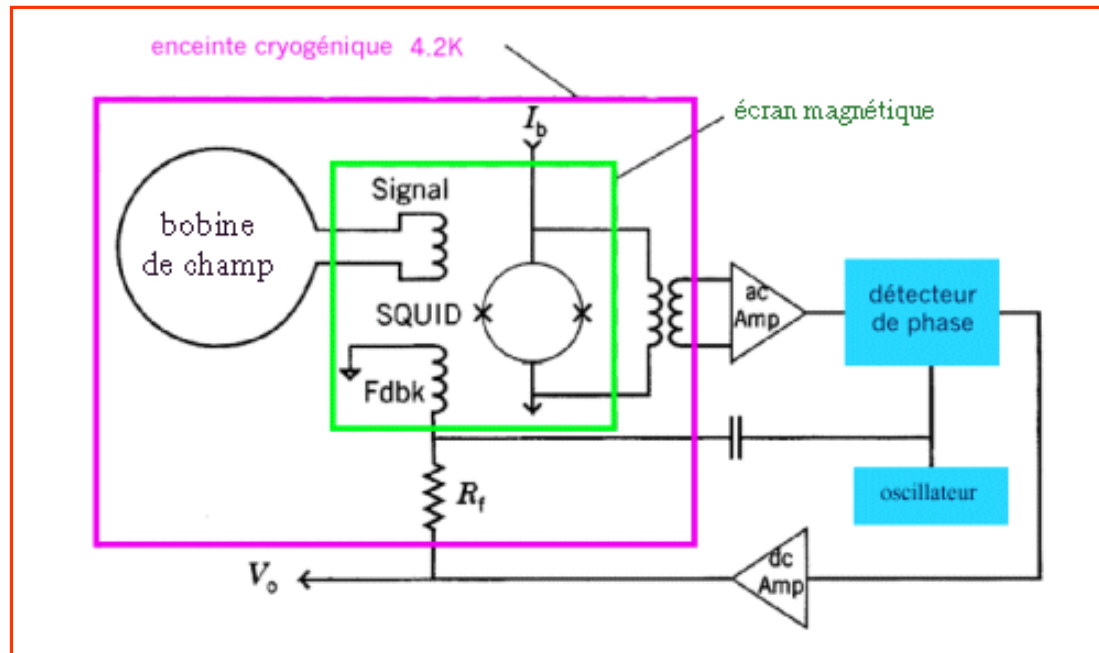 enceinte cryogénique 4.2K
écran magnétique
I_b
Signal
bobine
de champ
SQUID
ac
Amp
détecteur
de phase
Fdbk
R_f
oscillateur
dc
Amp
V_o